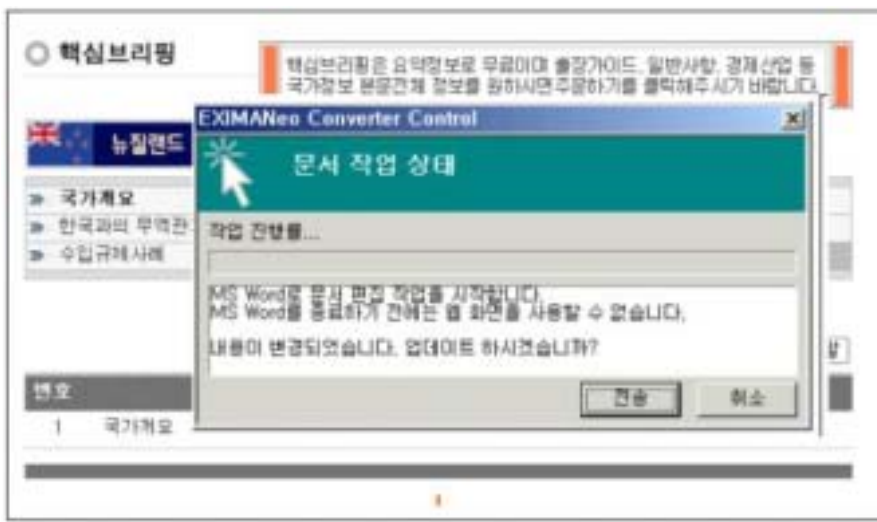 핵심브리핑
핵심브리핑은 요약정보로 무료이며 출장가이드, 일반사항, 경제산업 등
국가정보 본문전체 정보를 원하시면주문하기를 클릭해주시기 바랍니다.
EXIMANeo Converter Control
뉴질랜드
문서 작업 상태
국가개요
한국과의 무역관
수입규제사례
작업 진행률...
MS Word로 문서 편집 작업을 시작합니다.
MS Word를 종료하기 전에는 웹 화면을 사용할 수 없습니다.
내용이 변경되었습니다. 업데이트 하시겠습니까?
전송
취소
번호
1 국가개요